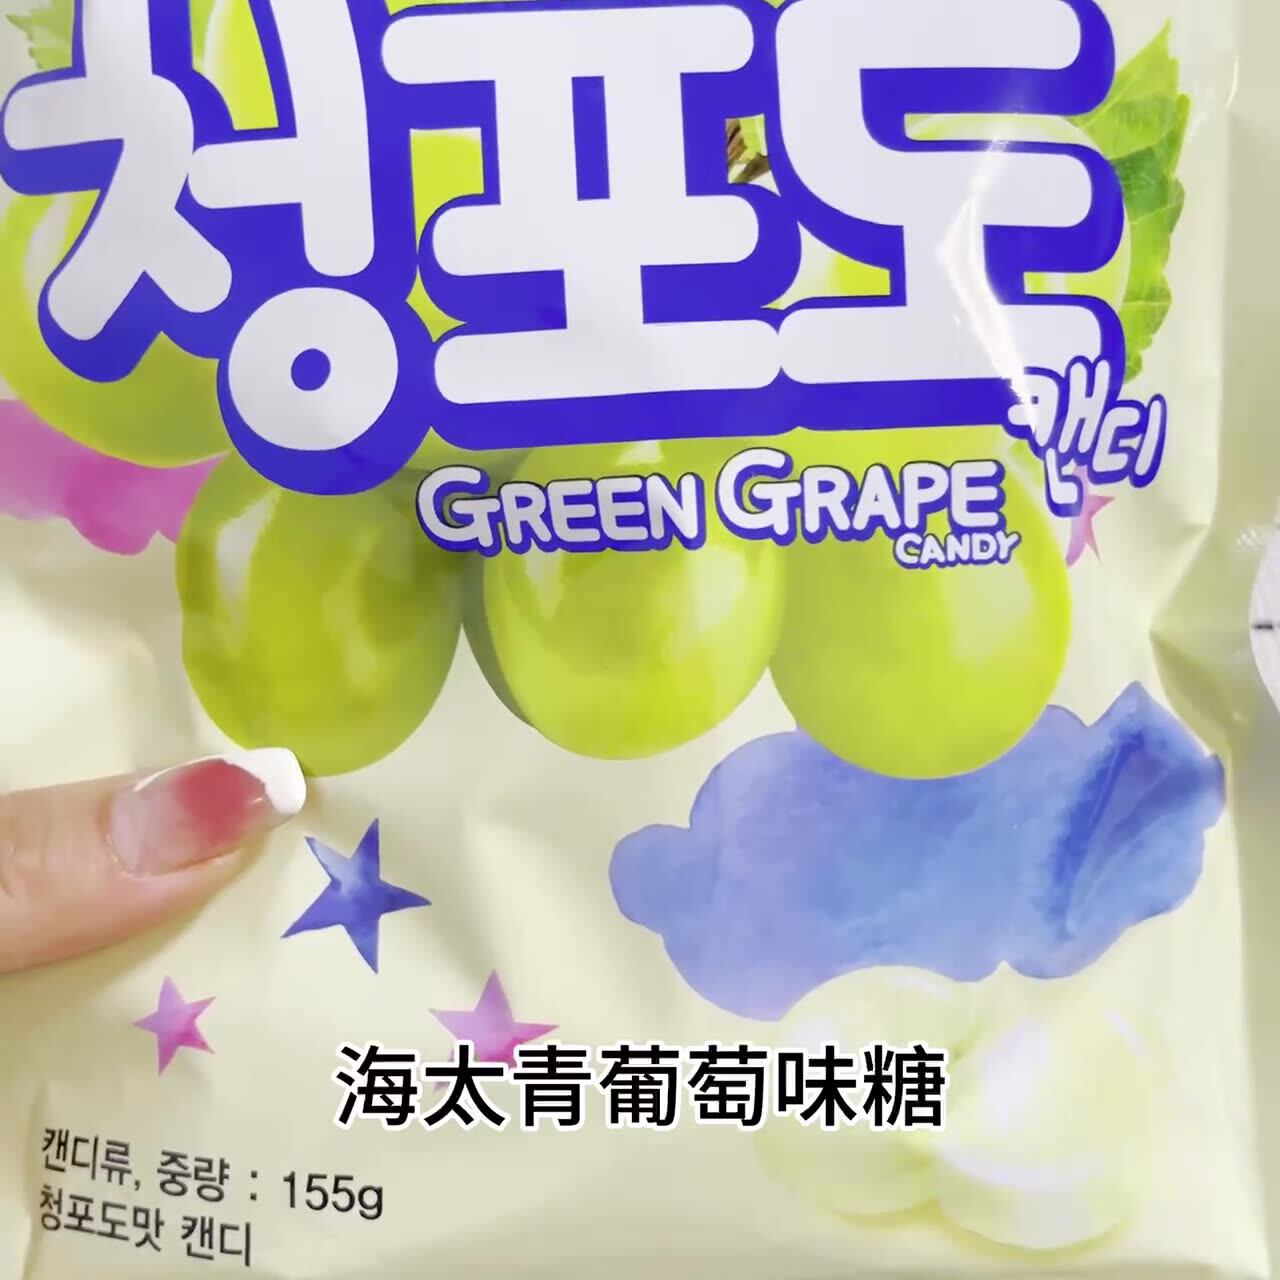 청포도
캔디
GREEN GRAPE
CANDY
海太青葡萄味糖
캔디류, 중량 : 155g
청포도맛 캔디